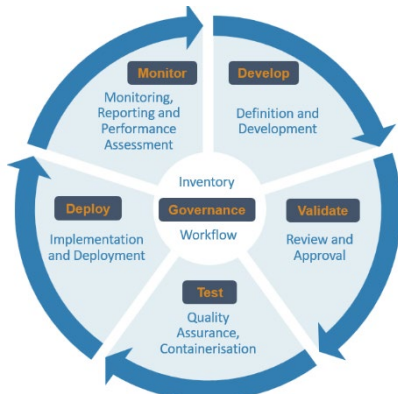 Monitor
Monitoring,
Reporting and
Performance
Assessment
Develop
Definition and
Development
Inventory
Governance
Workflow
Deploy
Implementation
and Deployment
Validate
Review and
Approval
Test
Quality
Assurance,
Containerisation